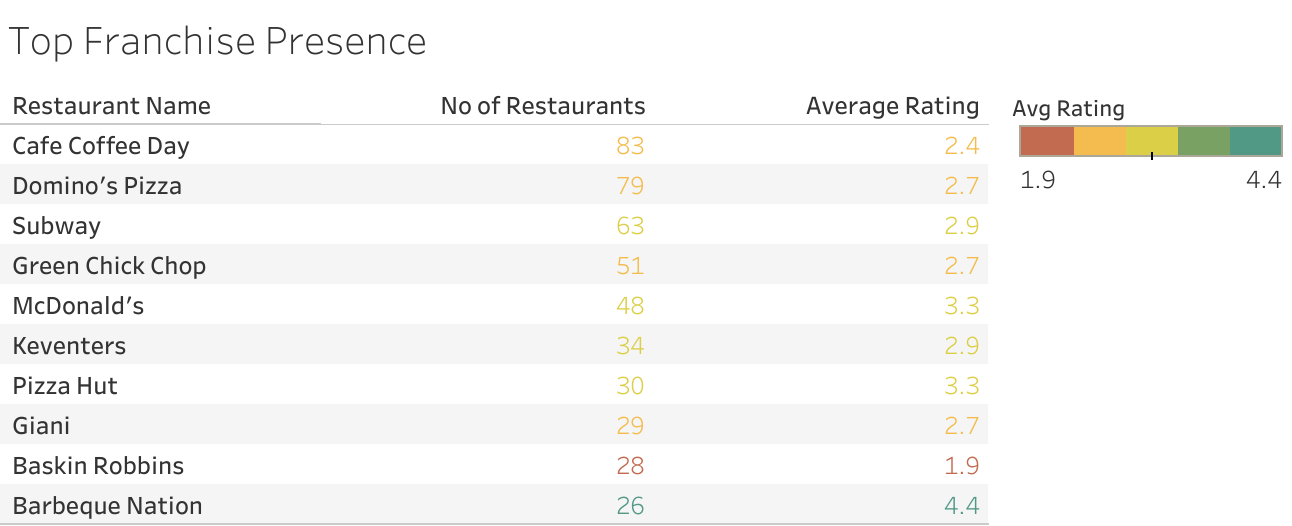 Top Franchise Presence
Restaurant Name No of Restaurants Average Rating
Cafe Coffee Day 83 2.4
Domino’s Pizza 79 2.7
Subway 63 2.9
Green Chick Chop 51 2.7
McDonald’s 48 3.3
Keventers 34 2.9
Pizza Hut 30 3.3
Giani 29 2.7
Baskin Robbins 28 1.9
Barbeque Nation 26 4.4
Avg Rating
1.9 4.4